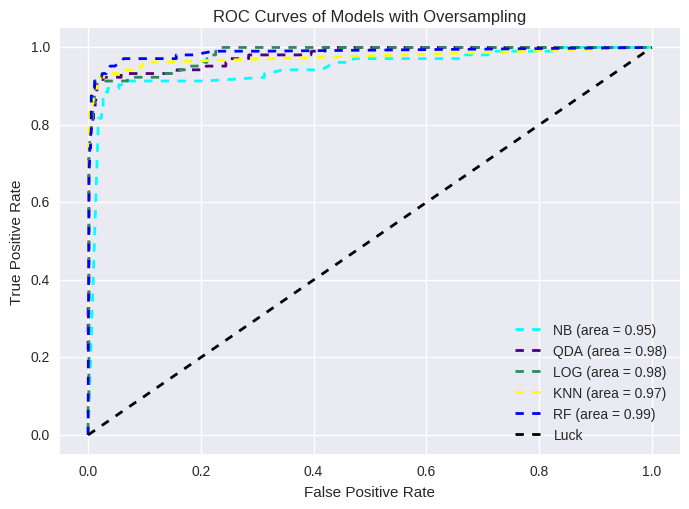 ROC Curves of Models with Oversampling
True Positive Rate
1.0
0.8
0.6
0.4
0.2
0.0
NB (area = 0.95)
QDA (area = 0.98)
LOG (area = 0.98)
KNN (area = 0.97)
RF (area = 0.99)
Luck
0.0 0.2 0.4 0.6 0.8 1.0
False Positive Rate